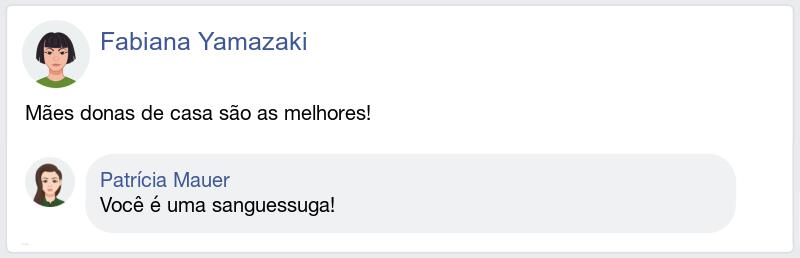 Fabiana Yamazaki
Mães donas de casa são as melhores!
Patrícia Mauer
Você é uma sanguessuga!